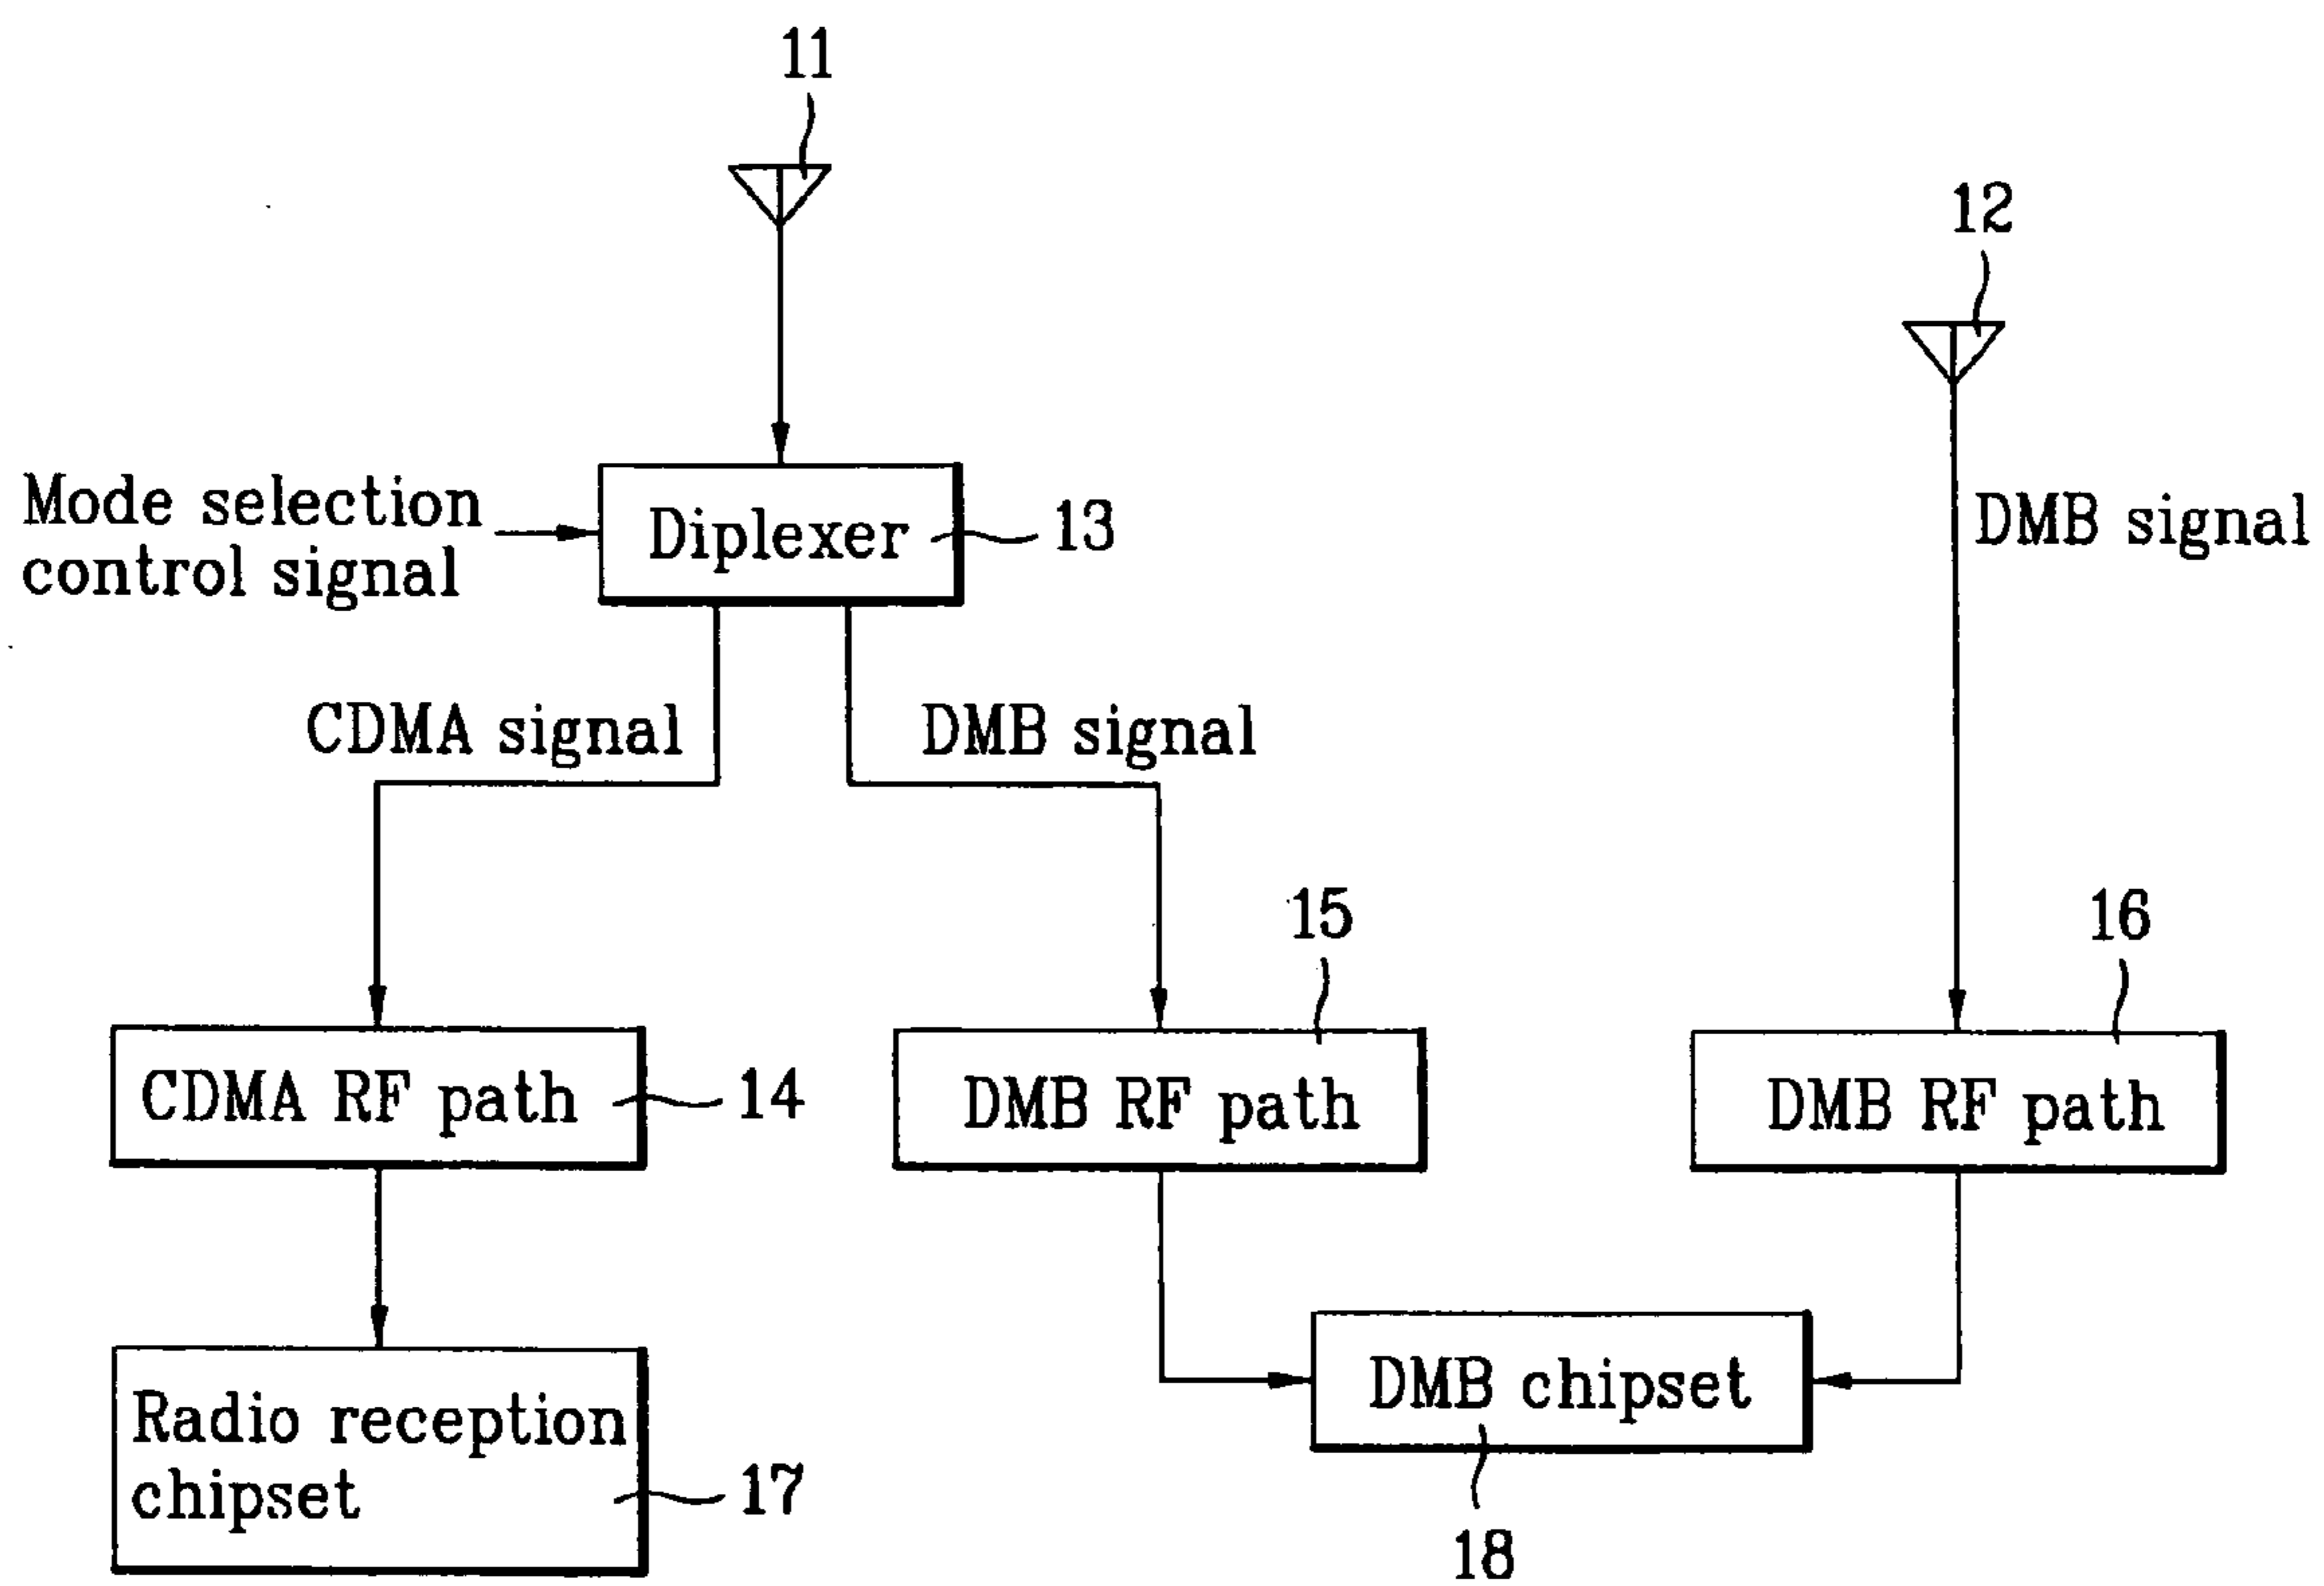 11
12
Mode selection
control signal
Diplexer
13
DMB signal
CDMA signal
DMB signal
15
16
CDMA RF path
14
DMB RF path
DMB RF path
Radio reception
chipset
17
DMB chipset
18